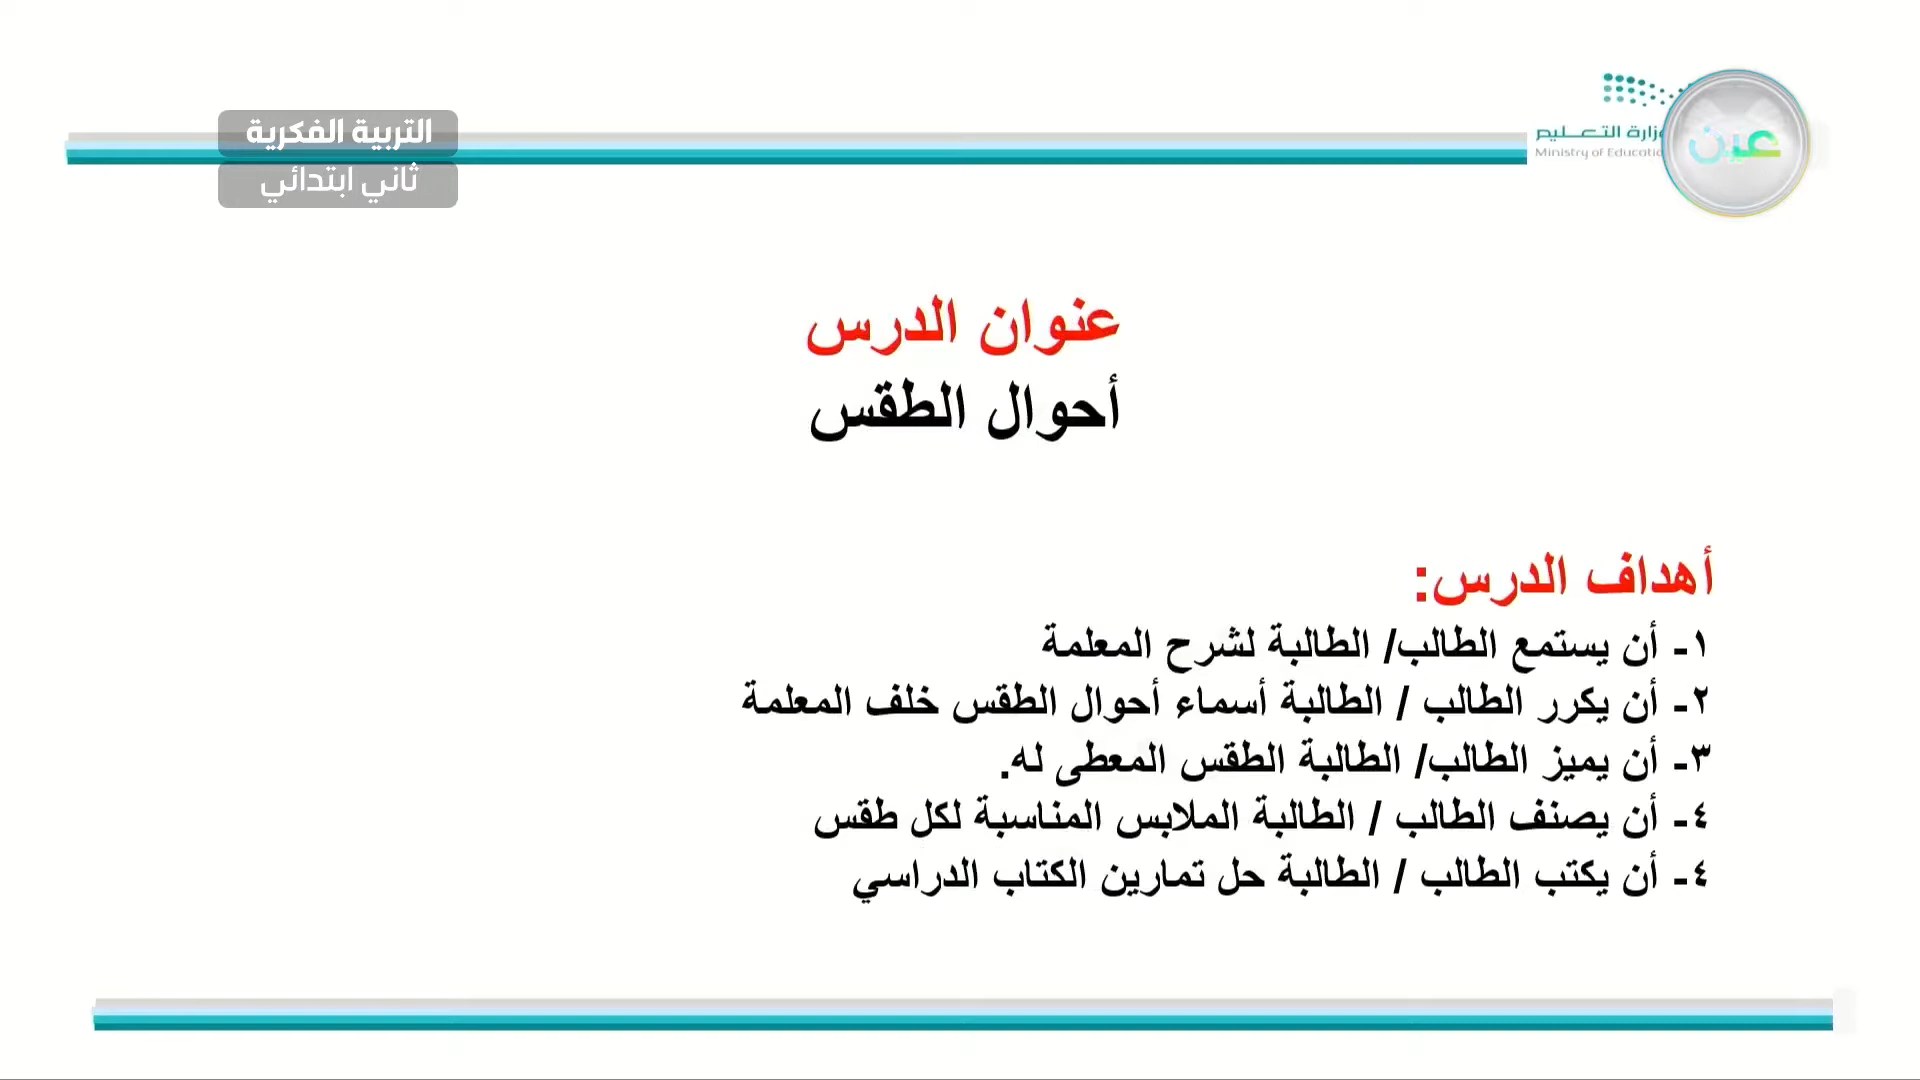 وزارة التـــعـــليم
Ministry of Education
عين
التربية الفكرية
ثاني ابتدائي
عنوان الدرس
أحوال الطقس
أهداف الدرس:
١- أن يستمع الطالب/ الطالبة لشرح المعلمة
٢- أن يكرر الطالب / الطالبة أسماء أحوال الطقس خلف المعلمة
٣- أن يميز الطالب/ الطالبة الطقس المعطى له.
٤- أن يصنف الطالب / الطالبة الملابس المناسبة لكل طقس
٤- أن يكتب الطالب / الطالبة حل تمارين الكتاب الدراسي